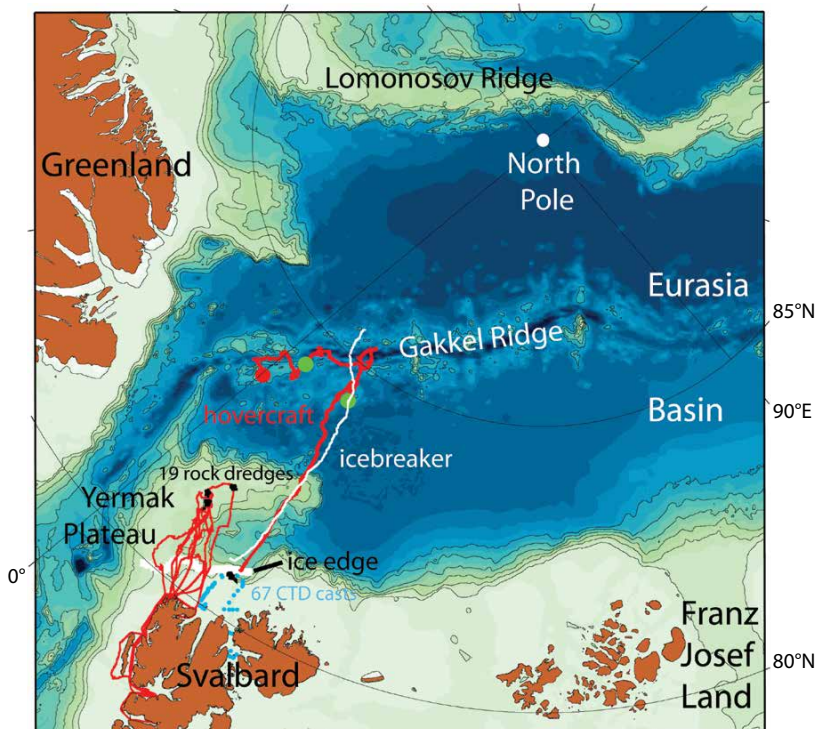 Lomonosov Ridge
Greenland
North
Pole
Eurasia
85°N
Gakkel Ridge
90°E
Basin
hovercraft
icebreaker
19 rock dredges
Yermak
Plateau
ice edge
0°
67 CTD casts
Franz
Josef
Land
80°N
Svalbard